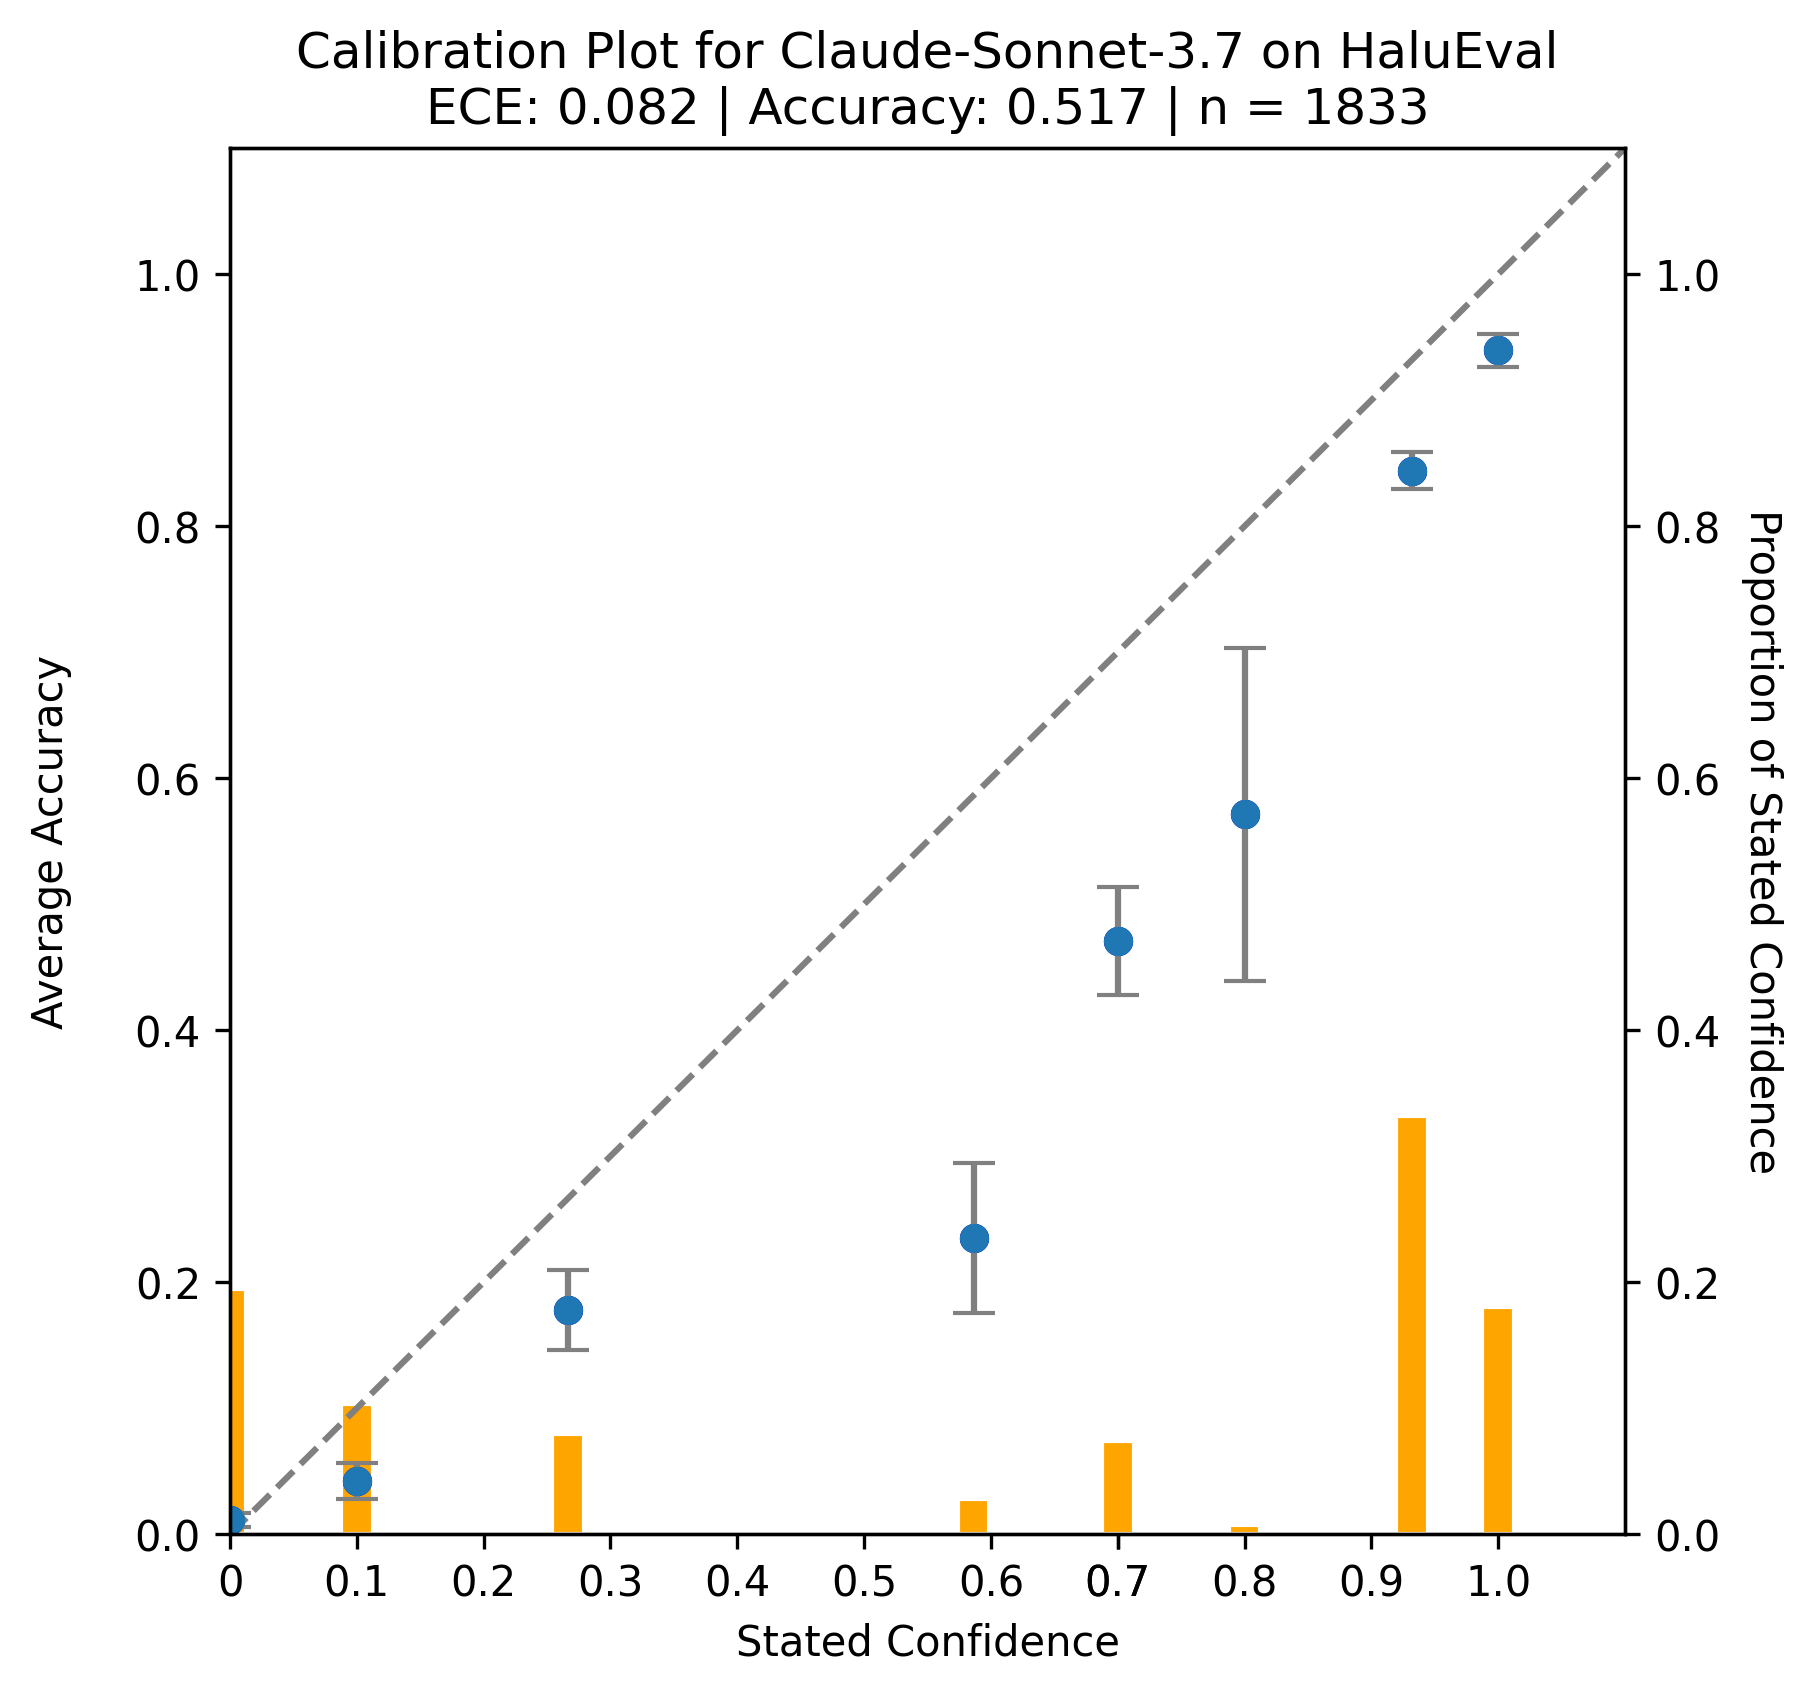 Calibration Plot for Claude-Sonnet-3.7 on HaluEval
ECE: 0.082 | Accuracy: 0.517 | n = 1833
Average Accuracy
1.0
0.8
0.6
0.4
0.2
0.0
0 0.1 0.2 0.3 0.4 0.5 0.6 0.7 0.8 0.9 1.0
Stated Confidence
1.0
0.8
0.6
0.4
0.2
0.0
Proportion of Stated Confidence